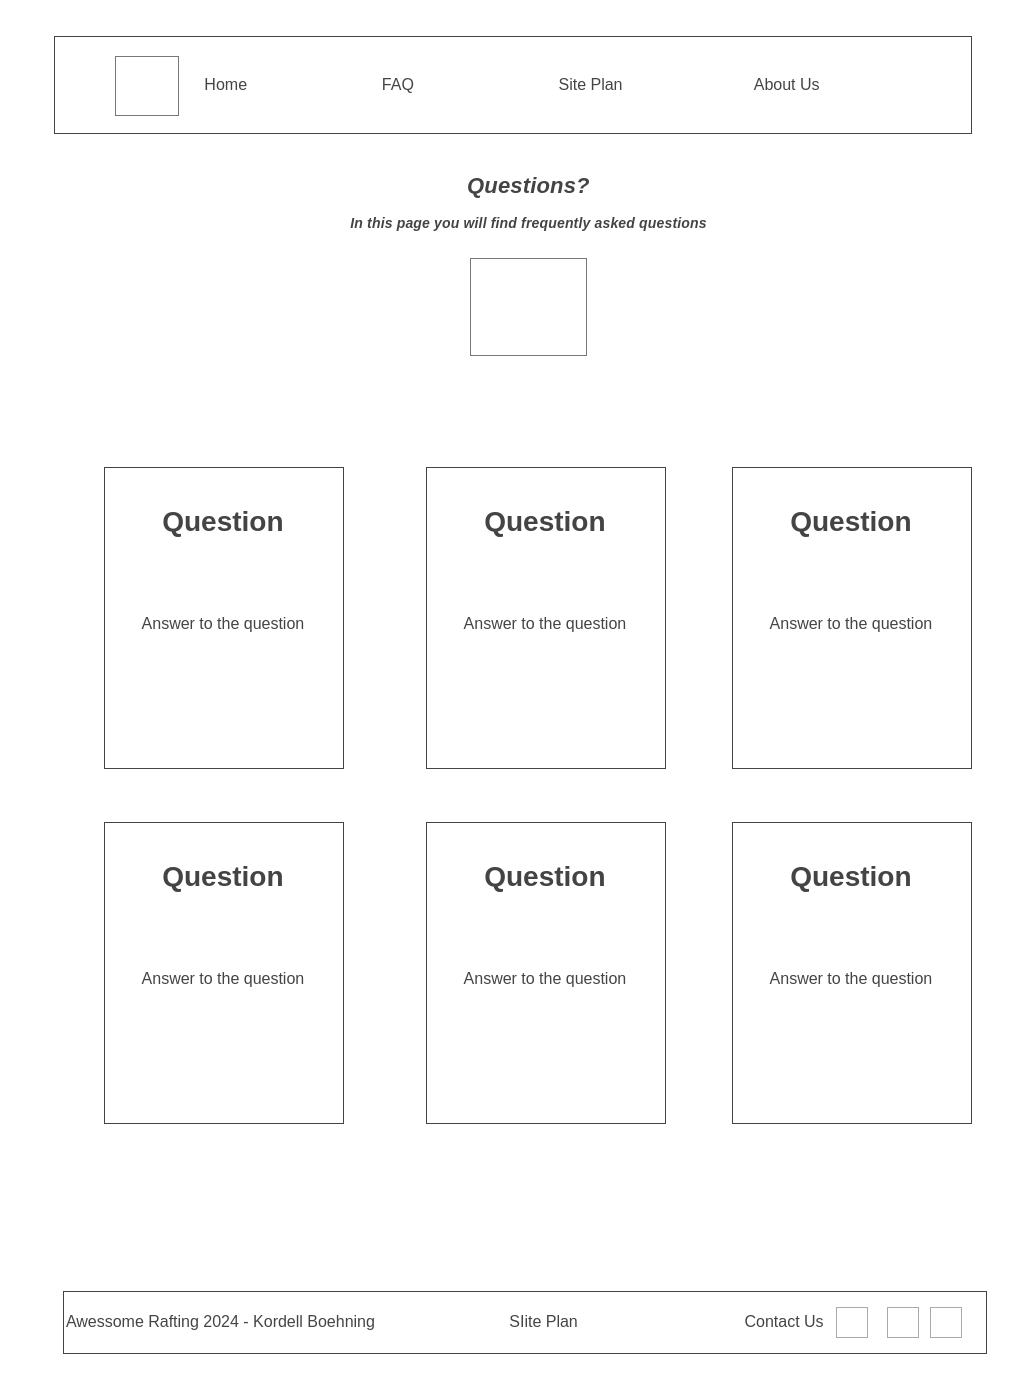 Home FAQ Site Plan About Us
Questions?
In this page you will find frequently asked questions
Question Question Question
Answer to the question Answer to the question Answer to the question
Question Question Question
Answer to the question Answer to the question Answer to the question
Awessome Rafting 2024 - Kordell Boehning SIite Plan Contact Us